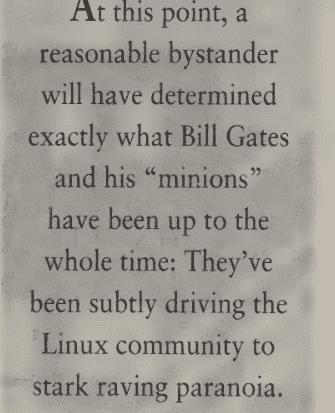 At this point, a
reasonable bystander
will have determined
exactly what Bill Gates
and his “minions”
have been up to the
whole time: They’ve
been subtly driving the
Linux community to
stark raving paranoia.